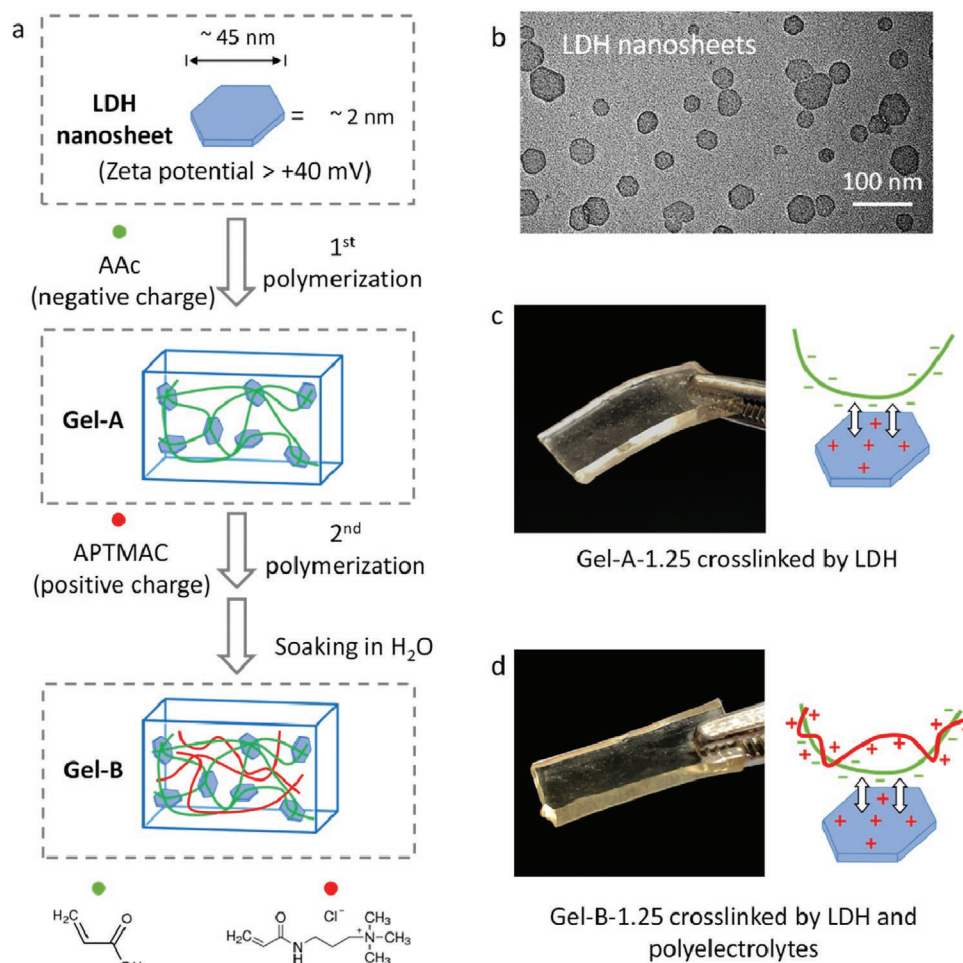 a
~ 45 nm
LDH
nanosheet
= ~ 2 nm
(Zeta potential > +40 mV)
AAc
(negative charge)
1st
polymerization
Gel-A
APTMAC
(positive charge)
2nd
polymerization
Soaking in H2O
Gel-B
H2C
O
H2C
O
N
H
Cl−
N+
CH3
CH3
CH3
b
LDH nanosheets
100 nm
c
Gel-A-1.25 crosslinked by LDH
d
Gel-B-1.25 crosslinked by LDH and
polyelectrolytes